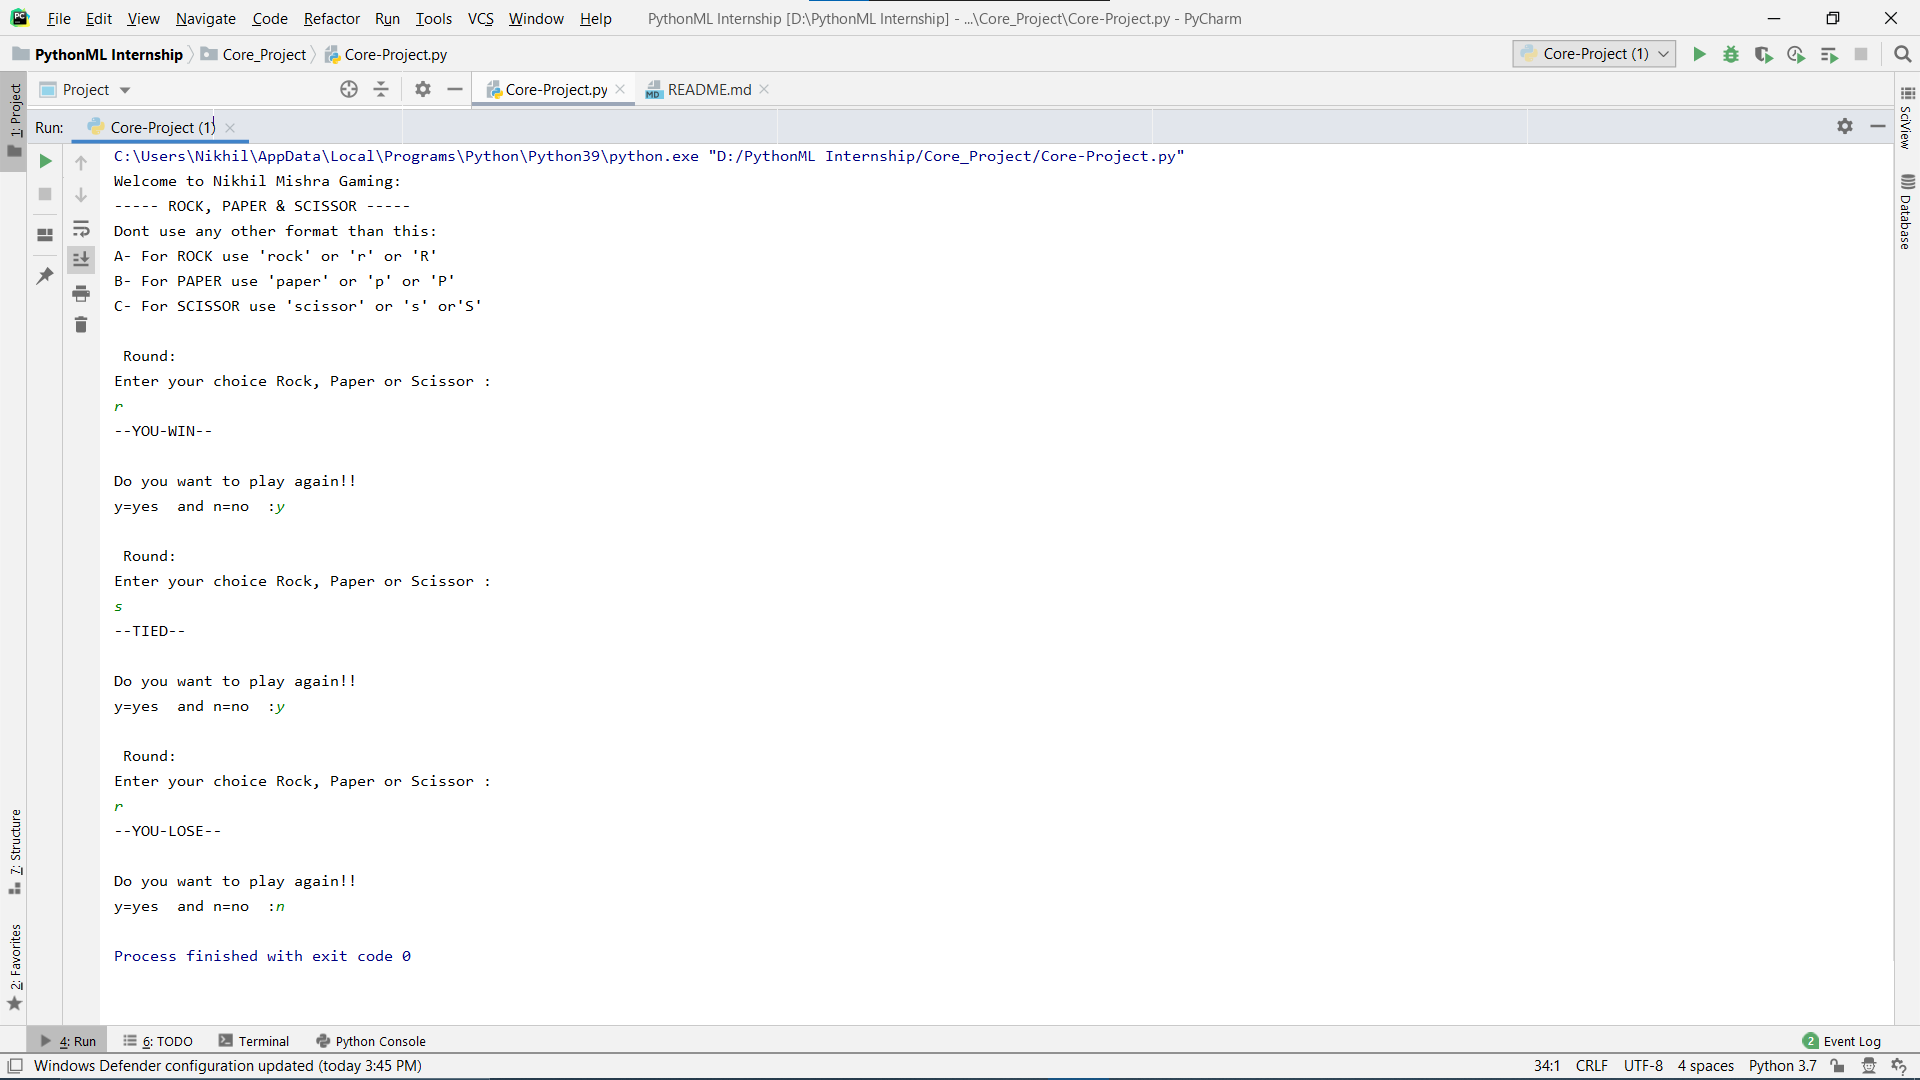 File Edit View Navigate Code Refactor Run Tools VCS Window Help PythonML Internship [D:\PythonML Internship] - ...\Core_Project\Core-Project.py - PyCharm
PythonML Internship Core_Project Core-Project.py Core-Project (1)
Project Core-Project.py README.md
Run: Core-Project (1)
C:\Users\Nikhil\AppData\Local\Programs\Python\Python39\python.exe "D:/PythonML Internship/Core_Project/Core-Project.py"
Welcome to Nikhil Mishra Gaming:
----- ROCK, PAPER & SCISSOR -----
Dont use any other format than this:
A- For ROCK use 'rock' or 'r' or 'R'
B- For PAPER use 'paper' or 'p' or 'P'
C- For SCISSOR use 'scissor' or 's' or'S'
Round:
Enter your choice Rock, Paper or Scissor :
r
--YOU-WIN--
Do you want to play again!!
y=yes  and n=no  :y
Round:
Enter your choice Rock, Paper or Scissor :
s
--TIED--
Do you want to play again!!
y=yes  and n=no  :y
Round:
Enter your choice Rock, Paper or Scissor :
r
--YOU-LOSE--
Do you want to play again!!
y=yes  and n=no  :n
Process finished with exit code 0
1: Project
7: Structure
2: Favorites
SciView
Database
4: Run 6: TODO Terminal Python Console 2 Event Log
Windows Defender configuration updated (today 3:45 PM) 34:1 CRLF UTF-8 4 spaces Python 3.7